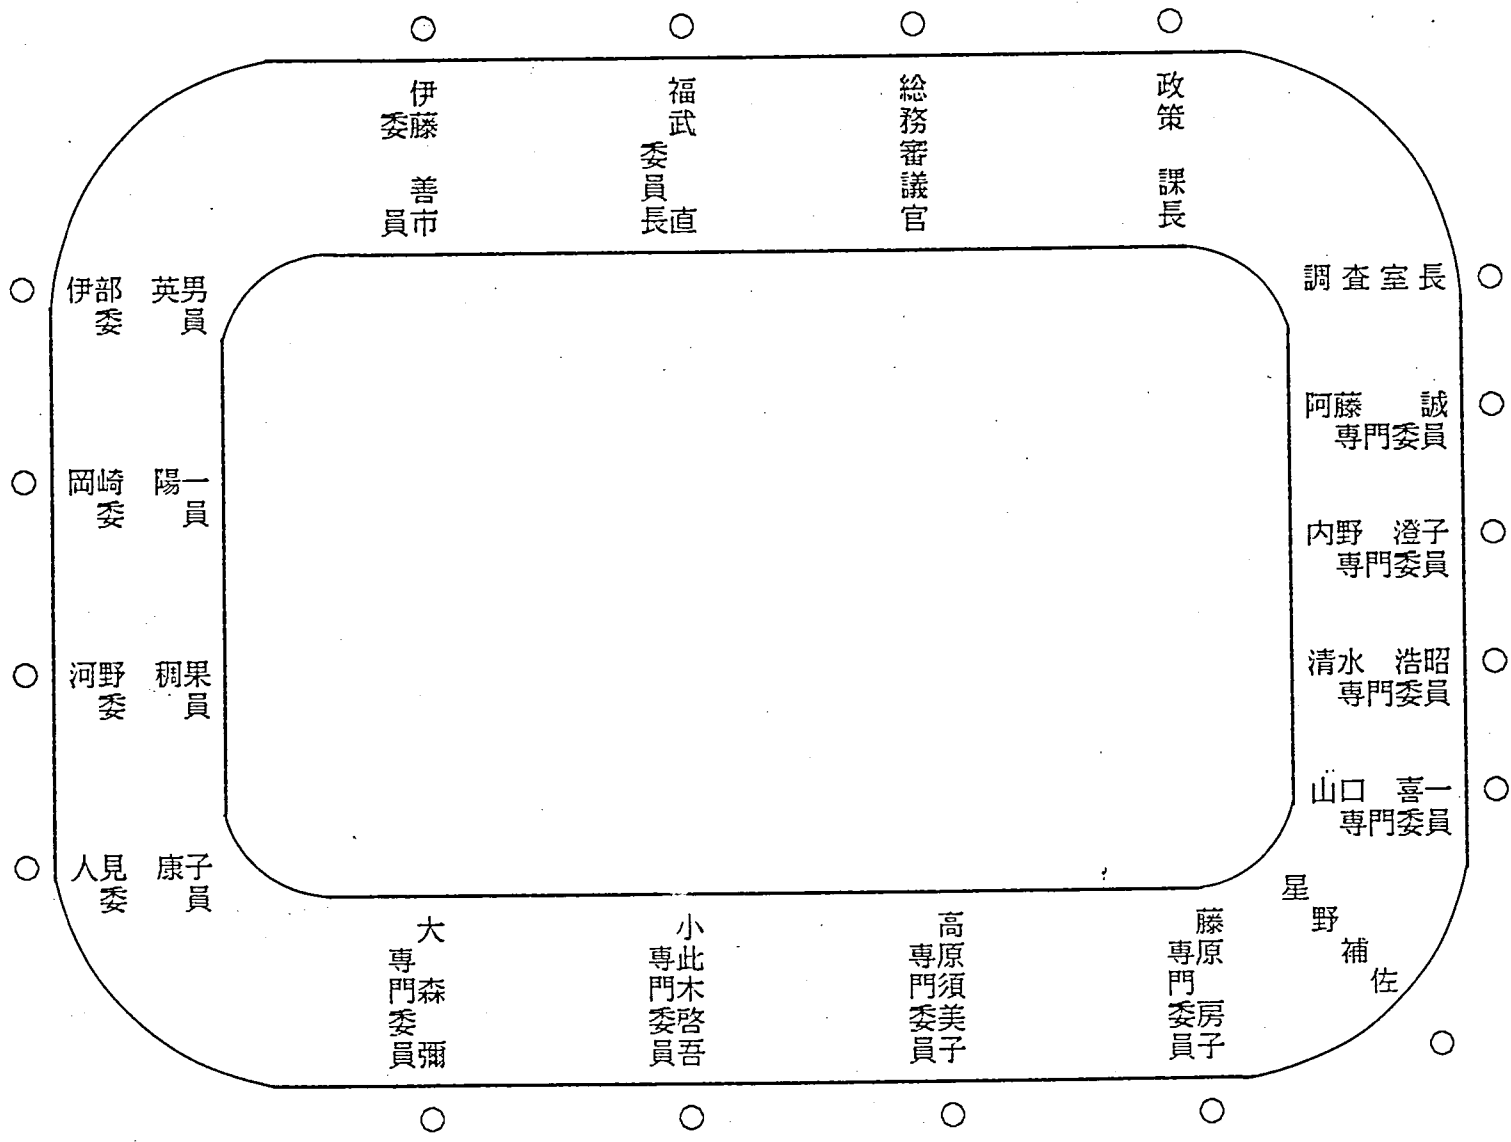 伊藤 善市
委員
福武 直
委員長
総務審議官
政策 課長
伊部 英男
委員
岡崎 陽一
委員
河野 稠果
委員
人見 康子
委員
調査室長
阿藤 誠
専門委員
内野 澄子
専門委員
清水 浩昭
専門委員
山口 喜一
専門委員
星野補佐
大森 彌
専門委員
小此木啓吾
専門委員
高原須美子
専門委員
藤原 房子
専門委員